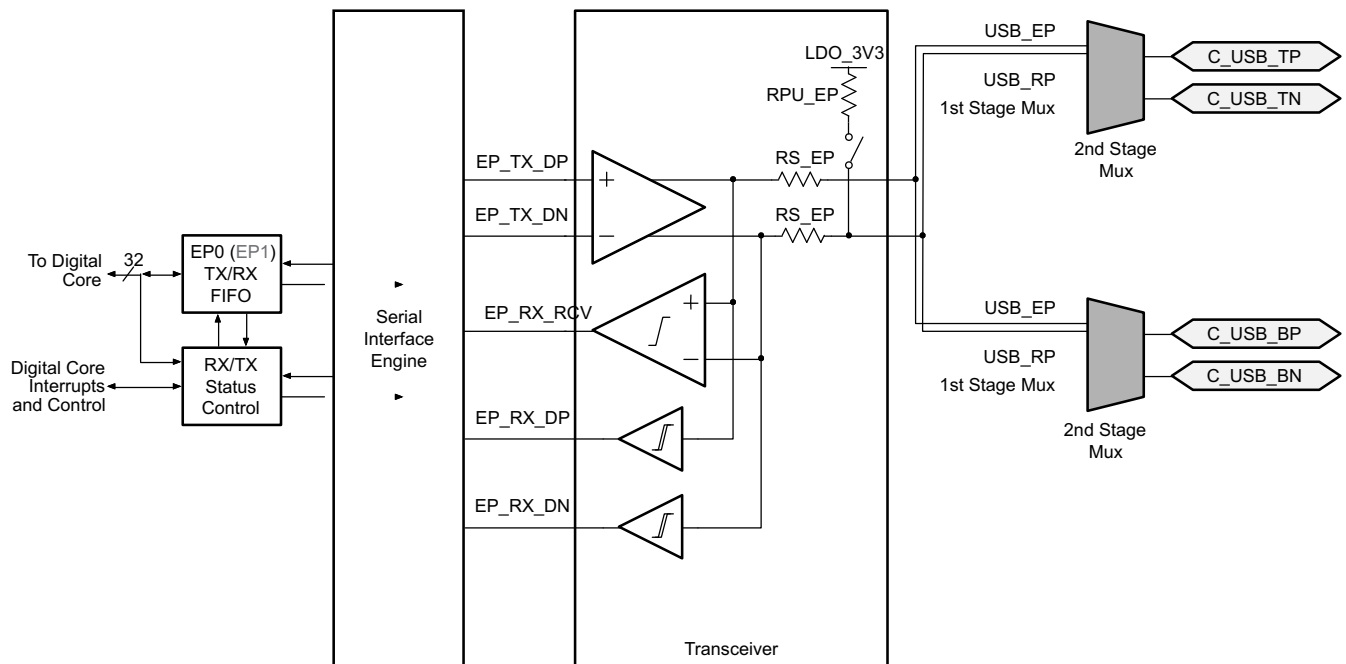 To Digital
Core
32
EP0 (EP1)
TX/RX
FIFO
Digital Core
Interrupts
and Control
RX/TX
Status
Control
Serial
Interface
Engine
EP_TX_DP
EP_TX_DN
EP_RX_RCV
EP_RX_DP
EP_RX_DN
LDO_3V3
RPU_EP
RS_EP
RS_EP
+
−
+
−
Transceiver
USB_EP
USB_RP
1st Stage Mux
2nd Stage
Mux
C_USB_TP
C_USB_TN
USB_EP
USB_RP
1st Stage Mux
2nd Stage
Mux
C_USB_BP
C_USB_BN